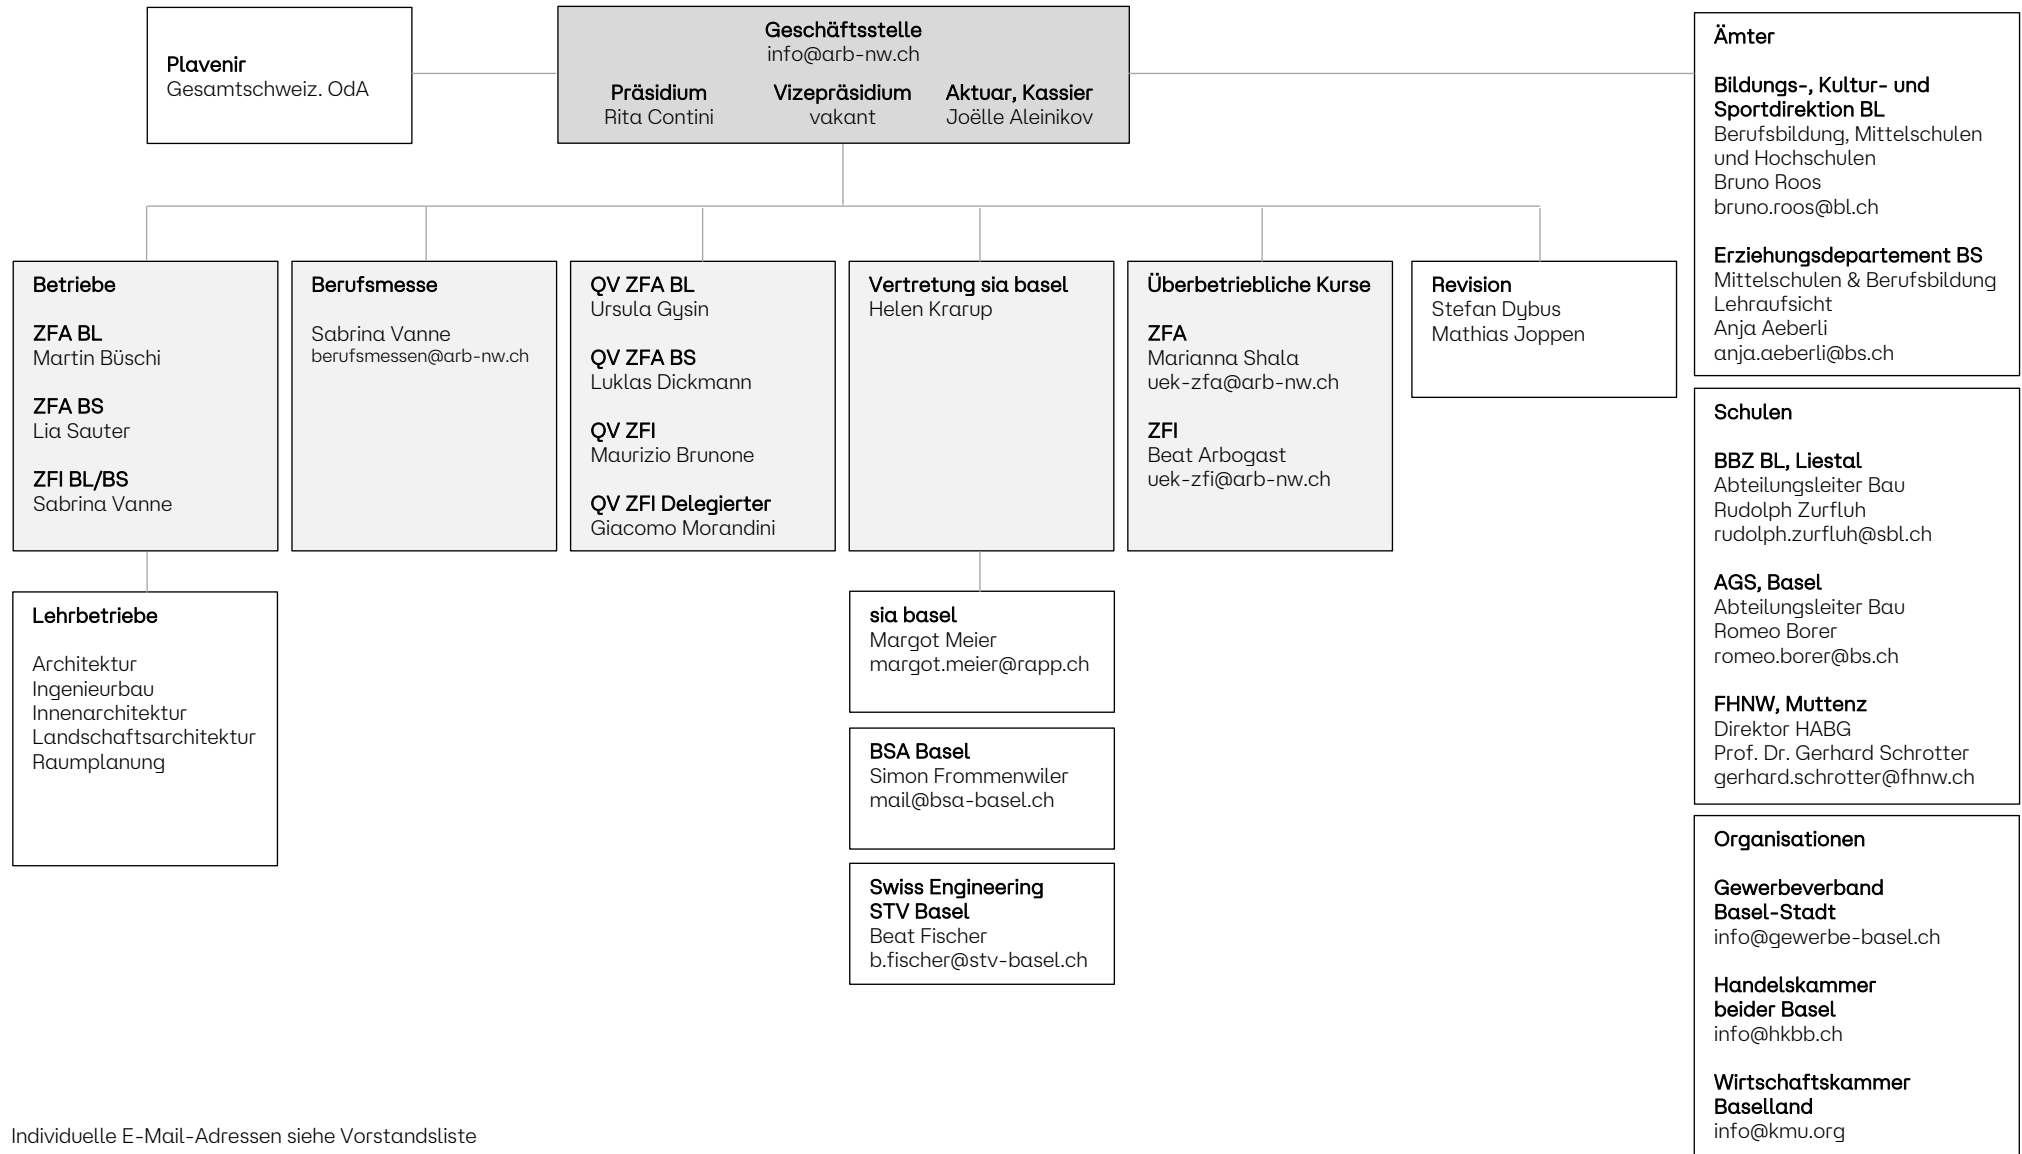 Plavenir
Gesamtschweiz. OdA
Geschäftsstelle
info@arb-nw.ch
Präsidium
Rita Contini
Vizepräsidium
vakant
Aktuar, Kassier
Joëlle Aleinikov
Betriebe
ZFA BL
Martin Büschi
ZFA BS
Lia Sauter
ZFI BL/BS
Sabrina Vanne
Berufsmesse
Sabrina Vanne
berufsmessen@arb-nw.ch
QV ZFA BL
Ursula Gysin
QV ZFA BS
Luklas Dickmann
QV ZFI
Maurizio Brunone
QV ZFI Delegierter
Giacomo Morandini
Vertretung sia basel
Helen Krarup
Überbetriebliche Kurse
ZFA
Marianna Shala
uek-zfa@arb-nw.ch
ZFI
Beat Arbogast
uek-zfi@arb-nw.ch
Revision
Stefan Dybus
Mathias Joppen
Lehrbetriebe
Architektur
Ingenieurbau
Innenarchitektur
Landschaftsarchitektur
Raumplanung
sia basel
Margot Meier
margot.meier@rapp.ch
BSA Basel
Simon Frommenwiler
mail@bsa-basel.ch
Swiss Engineering
STV Basel
Beat Fischer
b.fischer@stv-basel.ch
Ämter
Bildungs-, Kultur- und
Sportdirektion BL
Berufsbildung, Mittelschulen
und Hochschulen
Bruno Roos
bruno.roos@bl.ch
Erziehungsdepartement BS
Mittelschulen & Berufsbildung
Lehraufsicht
Anja Aeberli
anja.aeberli@bs.ch
Schulen
BBZ BL, Liestal
Abteilungsleiter Bau
Rudolph Zurfluh
rudolph.zurfluh@sbl.ch
AGS, Basel
Abteilungsleiter Bau
Romeo Borer
romeo.borer@bs.ch
FHNW, Muttenz
Direktor HABG
Prof. Dr. Gerhard Schrotter
gerhard.schrotter@fhnw.ch
Organisationen
Gewerbeverband
Basel-Stadt
info@gewerbe-basel.ch
Handelskammer
beider Basel
info@hkbb.ch
Wirtschaftskammer
Baselland
info@kmu.org
Individuelle E-Mail-Adressen siehe Vorstandsliste